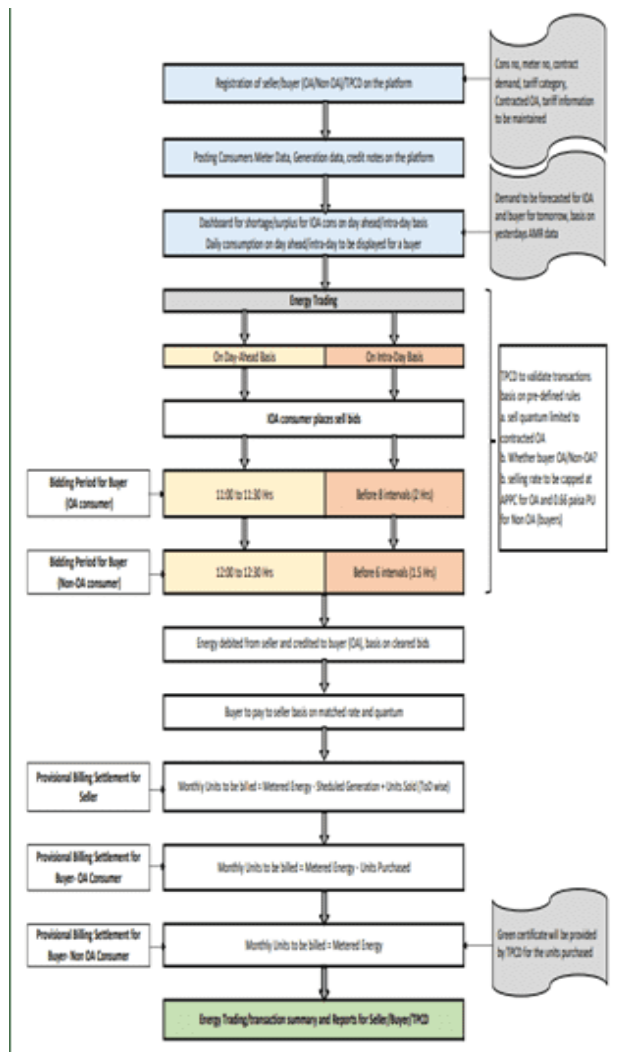 Cons no, meter no, contract
demand, tariff category,
Contracted OA, tariff information
to be maintained
Registration of seller/buyer (OA/Non OA)/TPCD on the platform
Posting Consumers Meter Data, Generation data, credit notes on the platform
Demand to be forecasted for IOA
and buyer for tomorrow, basis on
yesterdays AMR data
Dashboard for shortage/surplus for IOA cons on day ahead/intra-day basis
Daily consumption on day ahead/intra-day to be displayed for a buyer
Energy Trading
On Day-Ahead Basis
On Intra-Day Basis
IOA consumer places sell bids
TPCD to validate transactions
basis on pre-defined rules
a. sell quantum limited to
contracted OA
b. Whether buyer OA/Non-OA?
b. selling rate to be capped at
APPC for OA and 0.66 paisa PU
for Non OA (buyers)
Bidding Period for Buyer
(OA consumer)
11:00 to 11:30 Hrs
Before 8 intervals (2 Hrs)
Bidding Period for Buyer
(Non-OA consumer)
12:00 to 12:30 Hrs
Before 6 intervals (1.5 Hrs)
Energy debited from seller and credited to buyer (OA), basis on cleared bids
Buyer to pay to seller basis on matched rate and quantum
Provisional Billing Settlement for
Seller
Monthly Units to be billed = Metered Energy - Sheduled Generation + Units Sold (ToD wise)
Provisional Billing Settlement for
Buyer- OA Consumer
Monthly Units to be billed = Metered Energy - Units Purchased
Provisional Billing Settlement for
Buyer- Non OA Consumer
Monthly Units to be billed = Metered Energy
Green certificate will be provided
by TPCD for the units purchased
Energy Trading/transaction summary and Reports for Seller/Buyer/TPCD